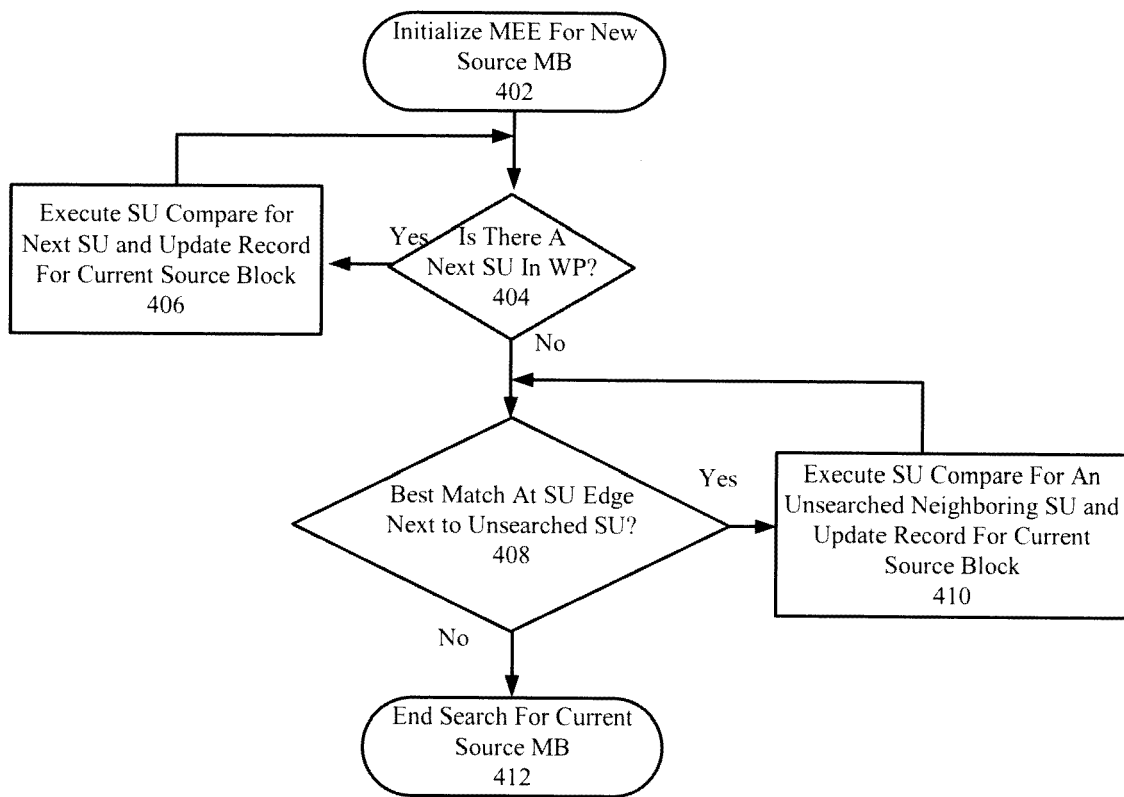 Initialize MEE For New
Source MB
402
Execute SU Compare for
Next SU and Update Record
For Current Source Block
406
Yes
Is There A
Next SU In WP?
404
No
Best Match At SU Edge
Next to Unsearched SU?
408
Yes
Execute SU Compare For An
Unsearched Neighboring SU and
Update Record For Current
Source Block
410
No
End Search For Current
Source MB
412